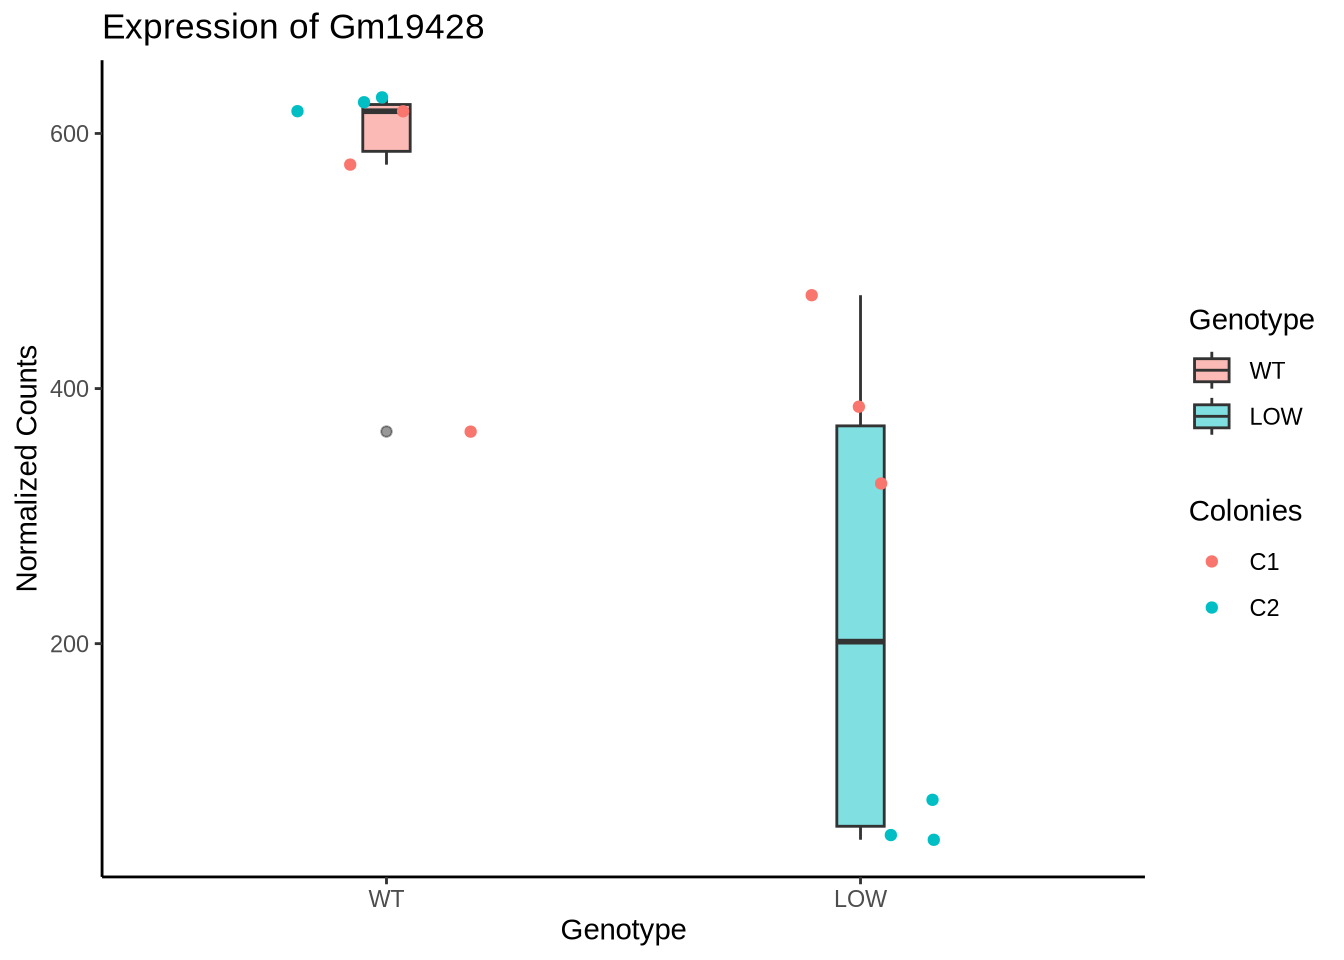 Expression of Gm19428
Normalized Counts
600
400
200
WT
LOW
Genotype
Genotype
WT
LOW
Colonies
C1
C2